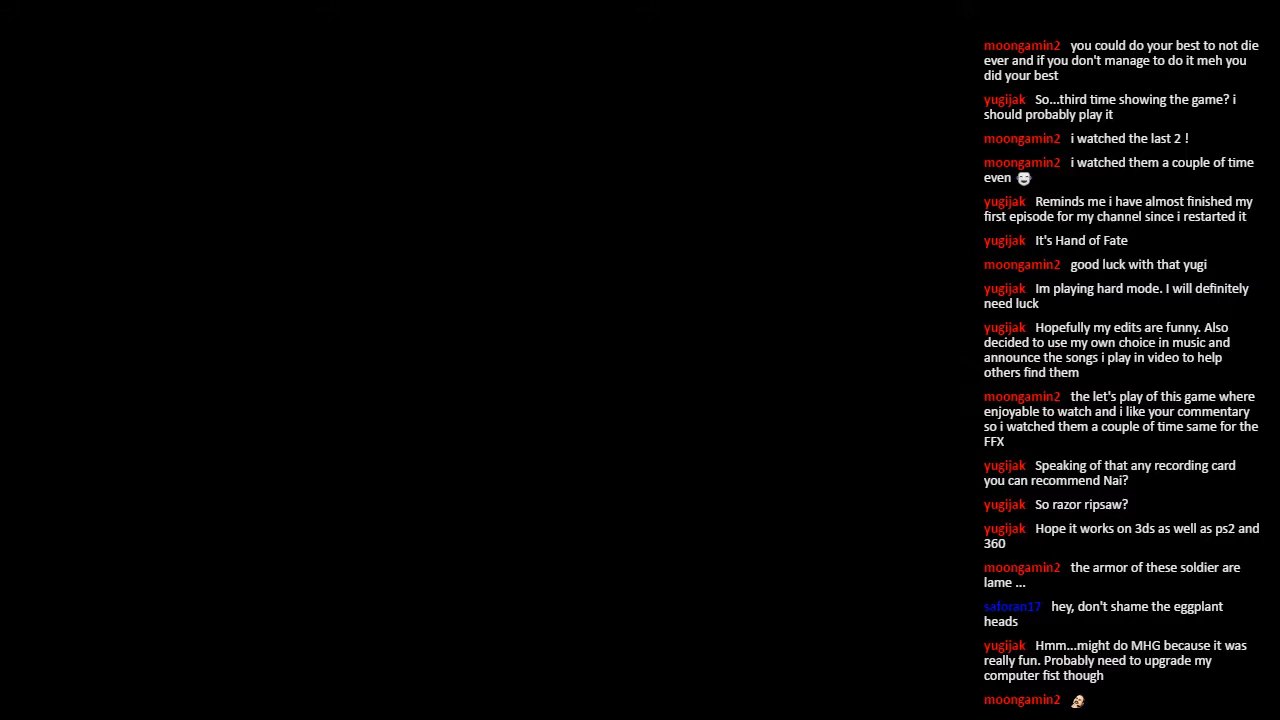 moongamin2 you could do your best to not die
ever and if you don't manage to do it meh you
did your best
yugijak So...third time showing the game? i
should probably play it
moongamin2 i watched the last 2 !
moongamin2 i watched them a couple of time
even
yugijak Reminds me i have almost finished my
first episode for my channel since i restarted it
yugijak It's Hand of Fate
moongamin2 good luck with that yugi
yugijak Im playing hard mode. I will definitely
need luck
yugijak Hopefully my edits are funny. Also
decided to use my own choice in music and
announce the songs i play in video to help
others find them
moongamin2 the let's play of this game where
enjoyable to watch and i like your commentary
so i watched them a couple of time same for the
FFX
yugijak Speaking of that any recording card
you can recommend Nai?
yugijak So razor ripsaw?
yugijak Hope it works on 3ds as well as ps2 and
360
moongamin2 the armor of these soldier are
lame ...
saforan17 hey, don't shame the eggplant
heads
yugijak Hmm...might do MHG because it was
really fun. Probably need to upgrade my
computer fist though
moongamin2